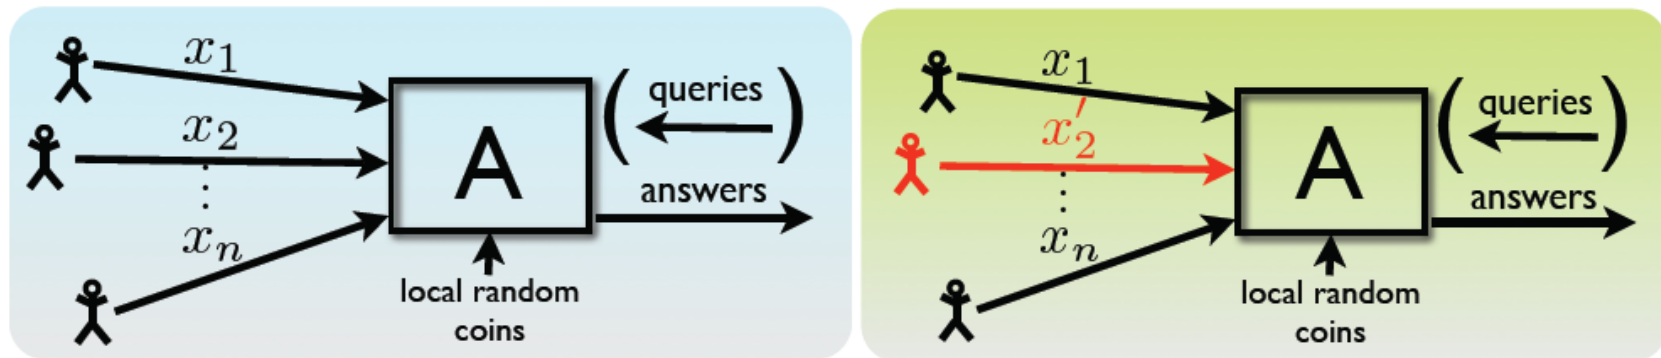 x₁
x₂
⋮
xₙ
A
( queries )
answers
local random
coins
x₁
x₂′
⋮
xₙ
A
( queries )
answers
local random
coins